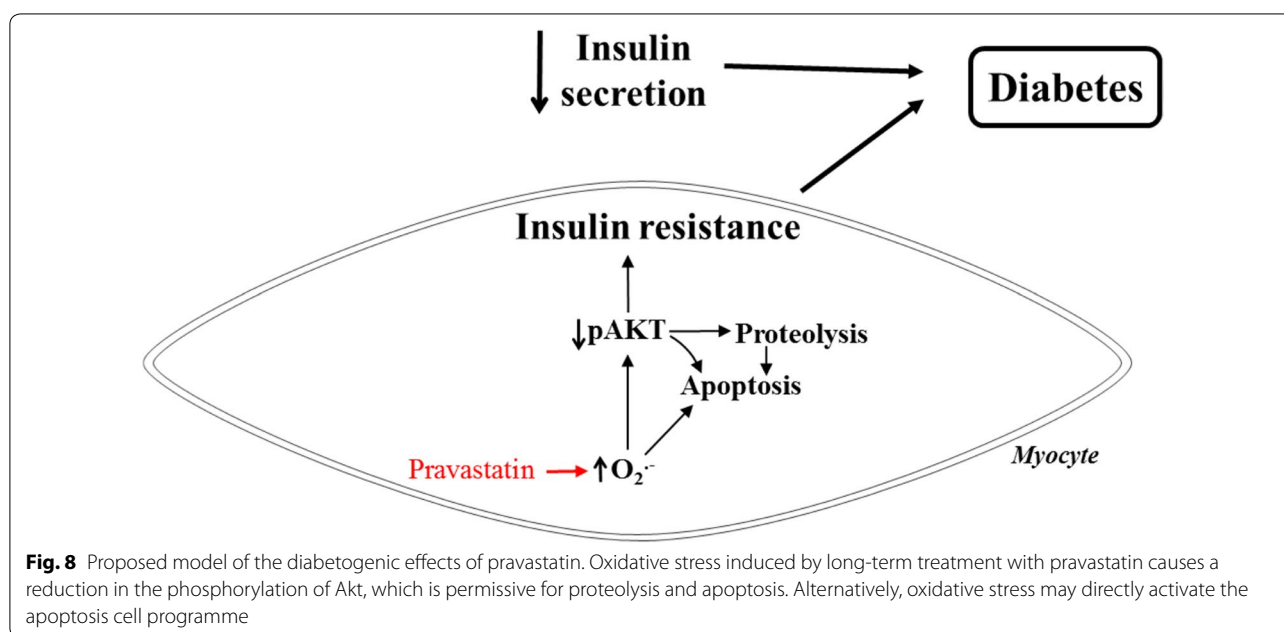 Insulin
secretion
Diabetes
Insulin resistance
↓pAKT
Proteolysis
Apoptosis
Pravastatin
↑O₂·-
Myocyte
Fig. 8 Proposed model of the diabetogenic effects of pravastatin. Oxidative stress induced by long-term treatment with pravastatin causes a
reduction in the phosphorylation of Akt, which is permissive for proteolysis and apoptosis. Alternatively, oxidative stress may directly activate the
apoptosis cell programme